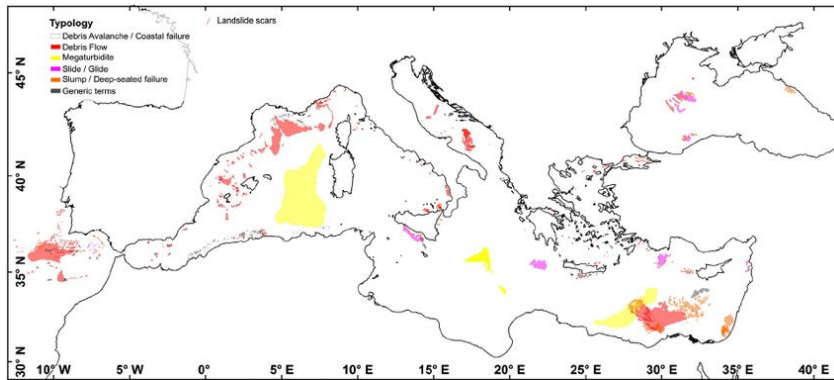 Typology
Landslide scars
Debris Avalanche / Coastal failure
Debris Flow
Megaturbidite
Slide / Glide
Slump / Deep-seated failure
Generic terms
45° N
40° N
35° N
30° N
10° W
5° W
0°
5° E
10° E
15° E
20° E
25° E
30° E
35° E
40° E